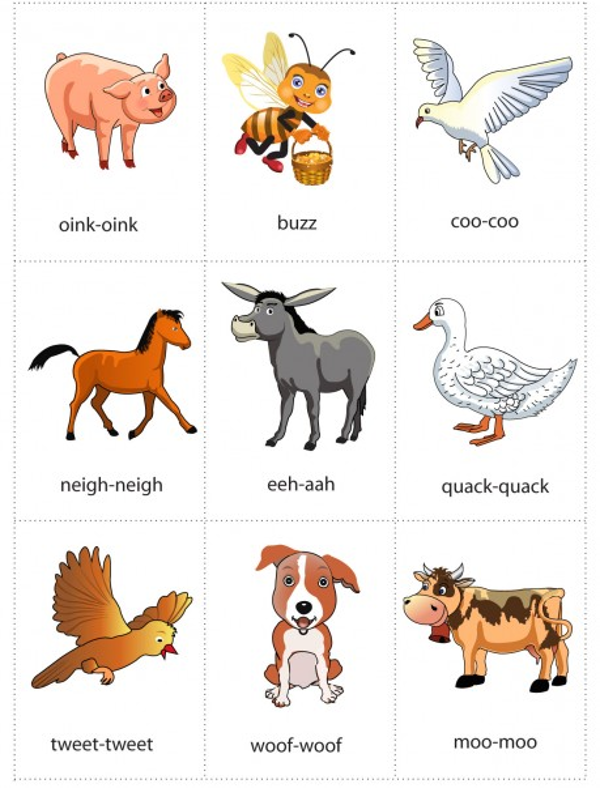 oink-oink
buzz
coo-coo
neigh-neigh
eeh-aah
quack-quack
tweet-tweet
woof-woof
moo-moo